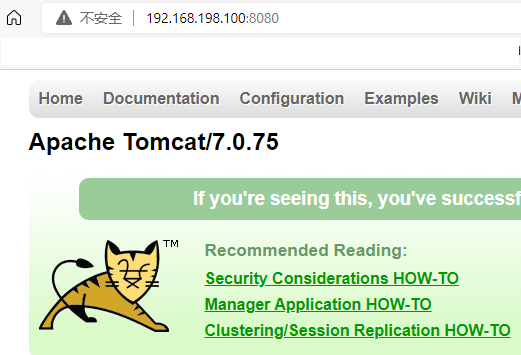 不安全 192.168.198.100:8080
Home Documentation Configuration Examples Wiki
Apache Tomcat/7.0.75
If you're seeing this, you've successf
TM
Recommended Reading:
Security Considerations HOW-TO
Manager Application HOW-TO
Clustering/Session Replication HOW-TO